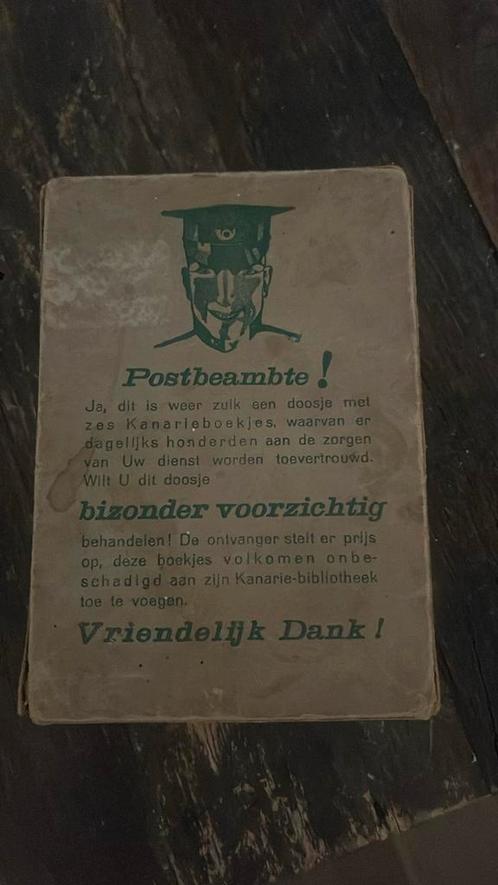 Postbeambte!
Ja, dit is weer zulk een doosje met
zes Kanarieboekjes, waarvan er
dagelijks honderden aan de zorgen
van Uw dienst worden toevertrouwd.
Wilt U dit doosje
bizonder voorzichtig
behandelen! De ontvanger stelt er prijs
op, deze boekjes volkomen onbe-
schadigd aan zijn Kanarie-bibliotheek
toe te voegen.
Vriendelijk Dank!